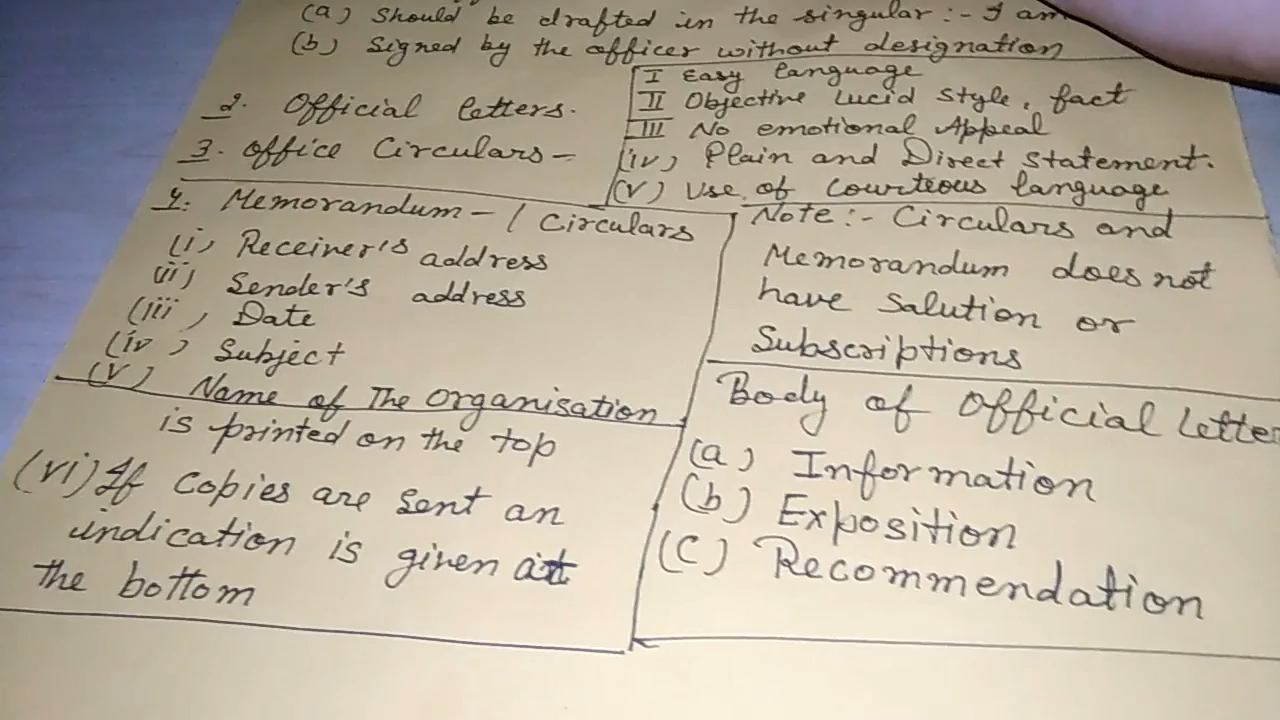 (a) Should be drafted in the singular :- I am
(b) Signed by the officer without designation
2. Official letters.
3. Office Circulars -
I Easy language
II Objective Lucid Style, fact
III No emotional Appeal
(iv) Plain and Direct Statement.
(v) Use of Courteous language
4. Memorandum - / Circulars
(i) Receiner's address
(ii) Sender's address
(iii) Date
(iv) Subject
(v) Name of The Organisation
is printed on the top
(vi) If Copies are sent an
indication is given at
the bottom
Note :- Circulars and
Memorandum does not
have Salution or
Subscriptions
Body of Official Lette
(a) Information
(b) Exposition
(C) Recommendation